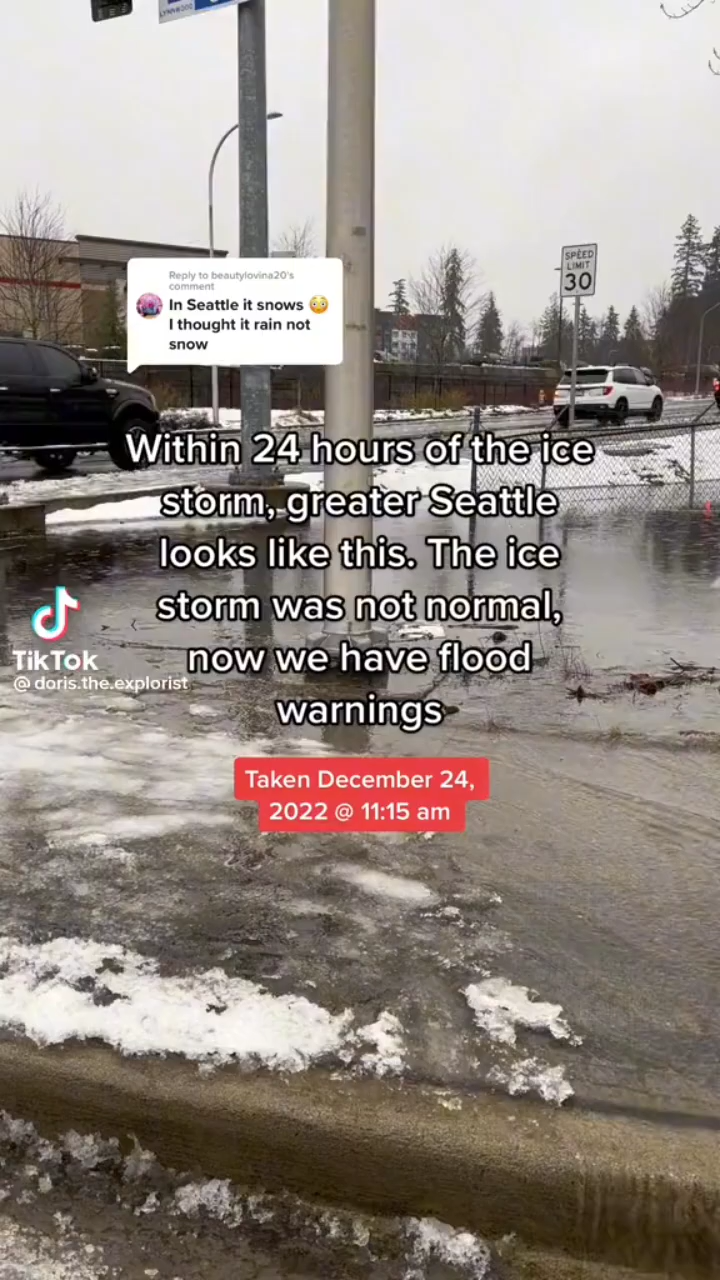 LYNNWOOD
SPEED
LIMIT
30
Reply to beautylovina20's
comment
In Seattle it snows 😳
I thought it rain not
snow
Within 24 hours of the ice
storm, greater Seattle
looks like this. The ice
storm was not normal,
now we have flood
warnings
TikTok
@doris.the.explorist
Taken December 24,
2022 @ 11:15 am